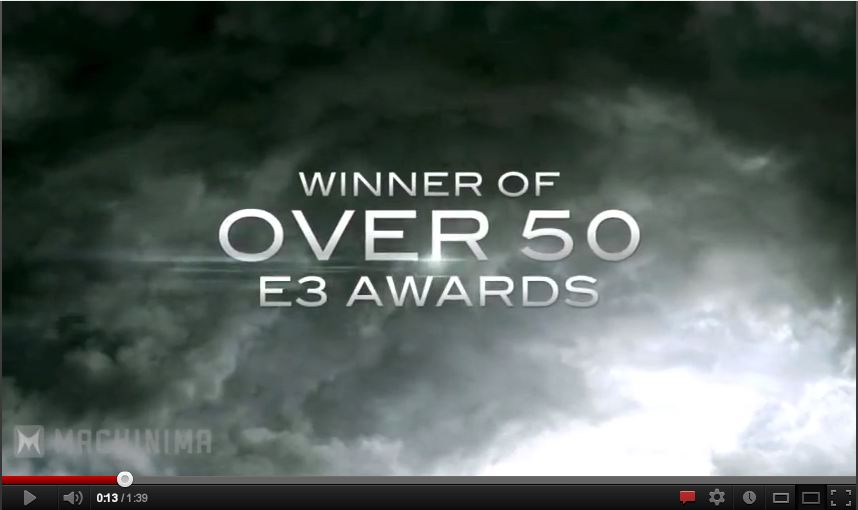 WINNER OF
OVER 50
E3 AWARDS
MACHINIMA
0:13 / 1:39